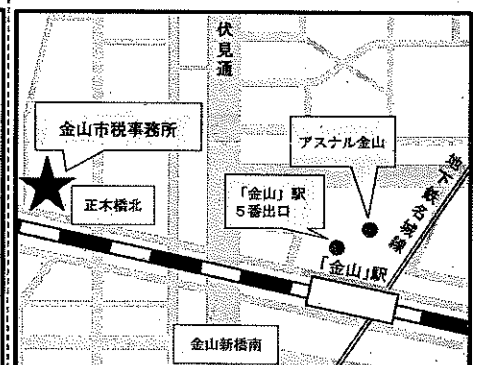 伏見通
金山市税事務所
アスナル金山
地下鉄名城線
正木橋北
「金山」駅
5番出口
「金山」駅
金山新橋南